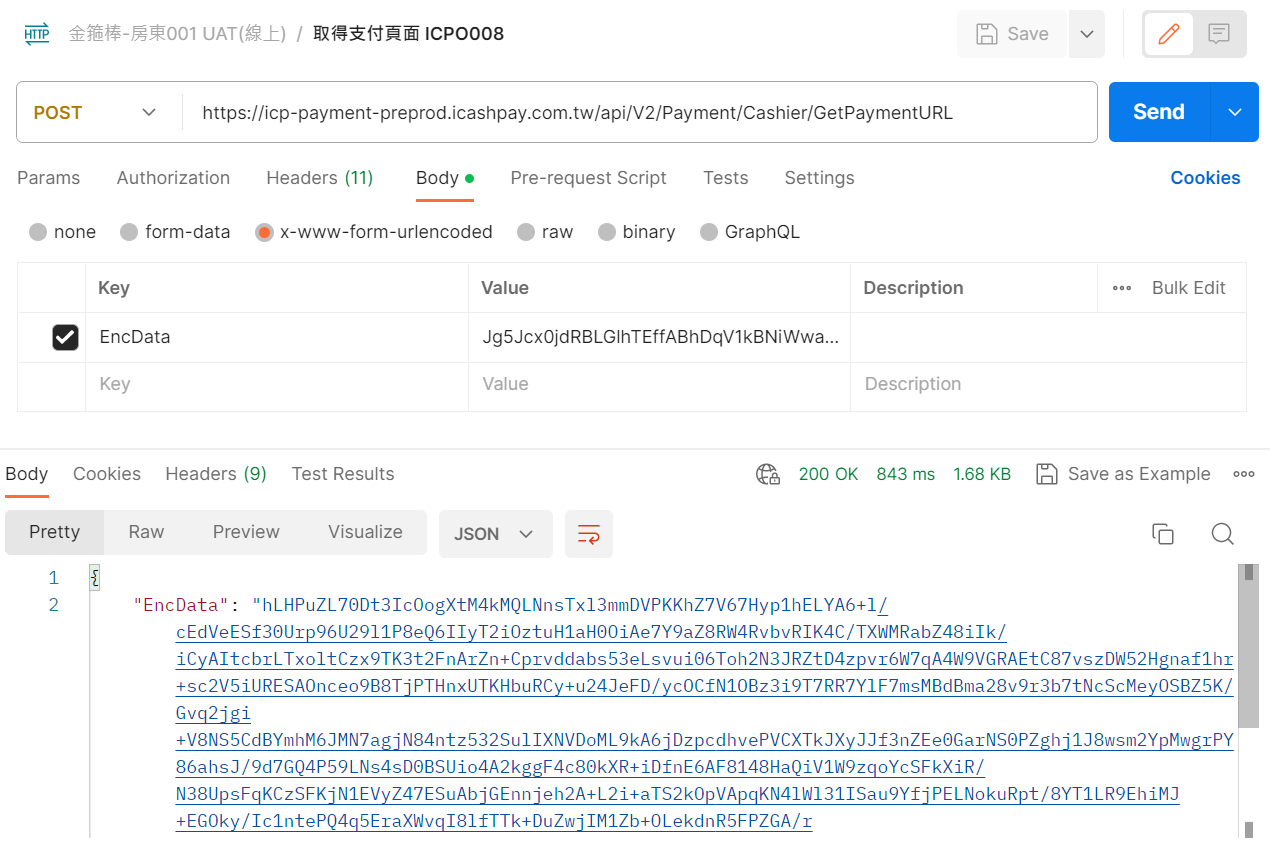 HTTP 金箍棒-房東001 UAT(線上) / 取得支付頁面 ICPO008 Save
POST https://icp-payment-preprod.icashpay.com.tw/api/V2/Payment/Cashier/GetPaymentURL Send
Params Authorization Headers (11) Body Pre-request Script Tests Settings Cookies
none form-data x-www-form-urlencoded raw binary GraphQL
Key Value Description ••• Bulk Edit
EncData Jg5Jcx0jdRBLGlhTEffABhDqV1kBNiWwa...
Key Value Description
Body Cookies Headers (9) Test Results 200 OK 843 ms 1.68 KB Save as Example
Pretty Raw Preview Visualize JSON
1 {
2 "EncData": "hLHPuZL70Dt3IcOogXtM4kMQLNnsTxl3mmDVPKKhZ7V67Hyp1hELYA6+l/
cEdVeESf30Urp96U29l1P8eQ6IIyT2iOztuH1aH0OiAe7Y9aZ8RW4RvbvRIK4C/TXWMRabZ48iIk/
iCyAItcbrLTxoltCzx9TK3t2FnArZn+Cprvddabs53eLsvui06Toh2N3JRZtD4zpvr6W7qA4W9VGRAEtC87vszDW52Hgnaf1hr
+sc2V5iURESAOnceo9B8TjPTHnxUTKHbuRCy+u24JeFD/ycOCfN1OBz3i9T7RR7YlF7msMBdBma28v9r3b7tNcScMeyOSBZ5K/
Gvq2jgi
+V8NS5CdBYmhM6JMN7agjN84ntz532SulIXNVDoML9kA6jDzpcdhvePVCXTkJXyJJf3nZEe0GarNS0PZghj1J8wsm2YpMwgrPY
86ahsJ/9d7GQ4P59LNs4sD0BSUio4A2kggF4c80kXR+iDfnE6AF8148HaQiV1W9zqoYcSFkXiR/
N38UpsFqKCzSFKjN1EVyZ47ESuAbjGEnnjeh2A+L2i+aTS2kOpVApqKN4lWl31ISau9YfjPELNokuRpt/8YT1LR9EhiMJ
+EGOky/Ic1ntePQ4q5EraXWvqI8lfTTk+DuZwjIM1Zb+OLekdnR5FPZGA/r